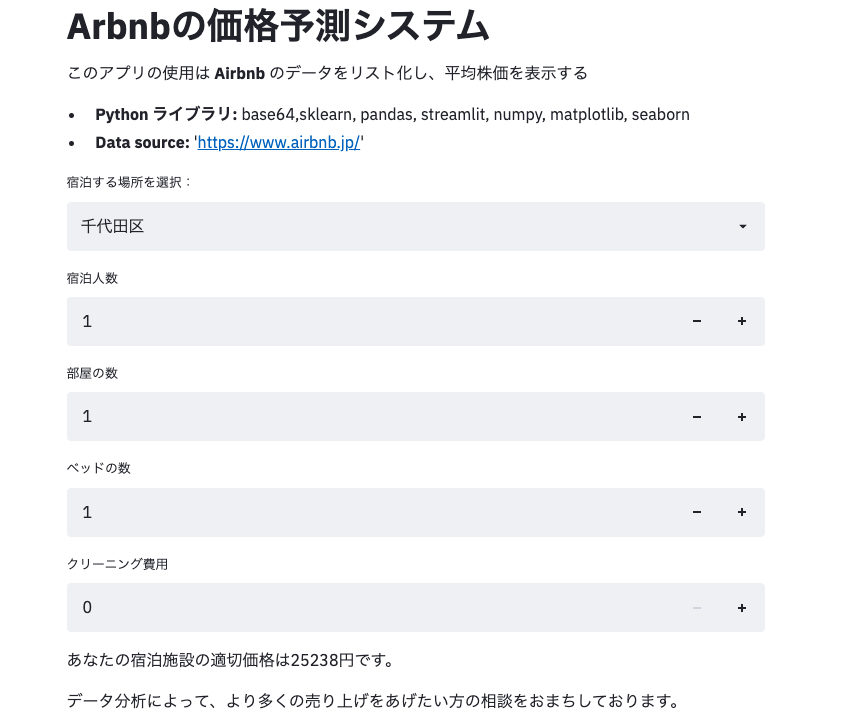 Arbnbの価格予測システム
このアプリの使用は Airbnb のデータをリスト化し、平均株価を表示する
• Python ライブラリ: base64,sklearn, pandas, streamlit, numpy, matplotlib, seaborn
• Data source: 'https://www.airbnb.jp/'
宿泊する場所を選択：
千代田区
宿泊人数
1 − +
部屋の数
1 − +
ベッドの数
1 − +
クリーニング費用
0 − +
あなたの宿泊施設の適切価格は25238円です。
データ分析によって、より多くの売り上げをあげたい方の相談をおまちしております。